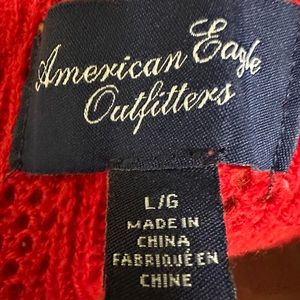 American Eagle
Outfitters
L/G
MADE IN
CHINA
FABRIQUÉ EN
CHINE